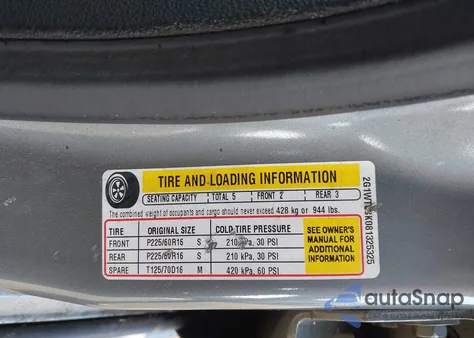 TIRE AND LOADING INFORMATION
SEATING CAPACITY TOTAL 5 FRONT 2 REAR 3
The combined weight of occupants and cargo should never exceed 428 kg or 944 lbs.
TIRE ORIGINAL SIZE COLD TIRE PRESSURE
FRONT P225/60R16 S 210 kPa, 30 PSI
REAR P225/60R16 S 210 kPa, 30 PSI
SPARE T125/70D16 M 420 kPa, 60 PSI
SEE OWNER'S
MANUAL FOR
ADDITIONAL
INFORMATION
autoSnap